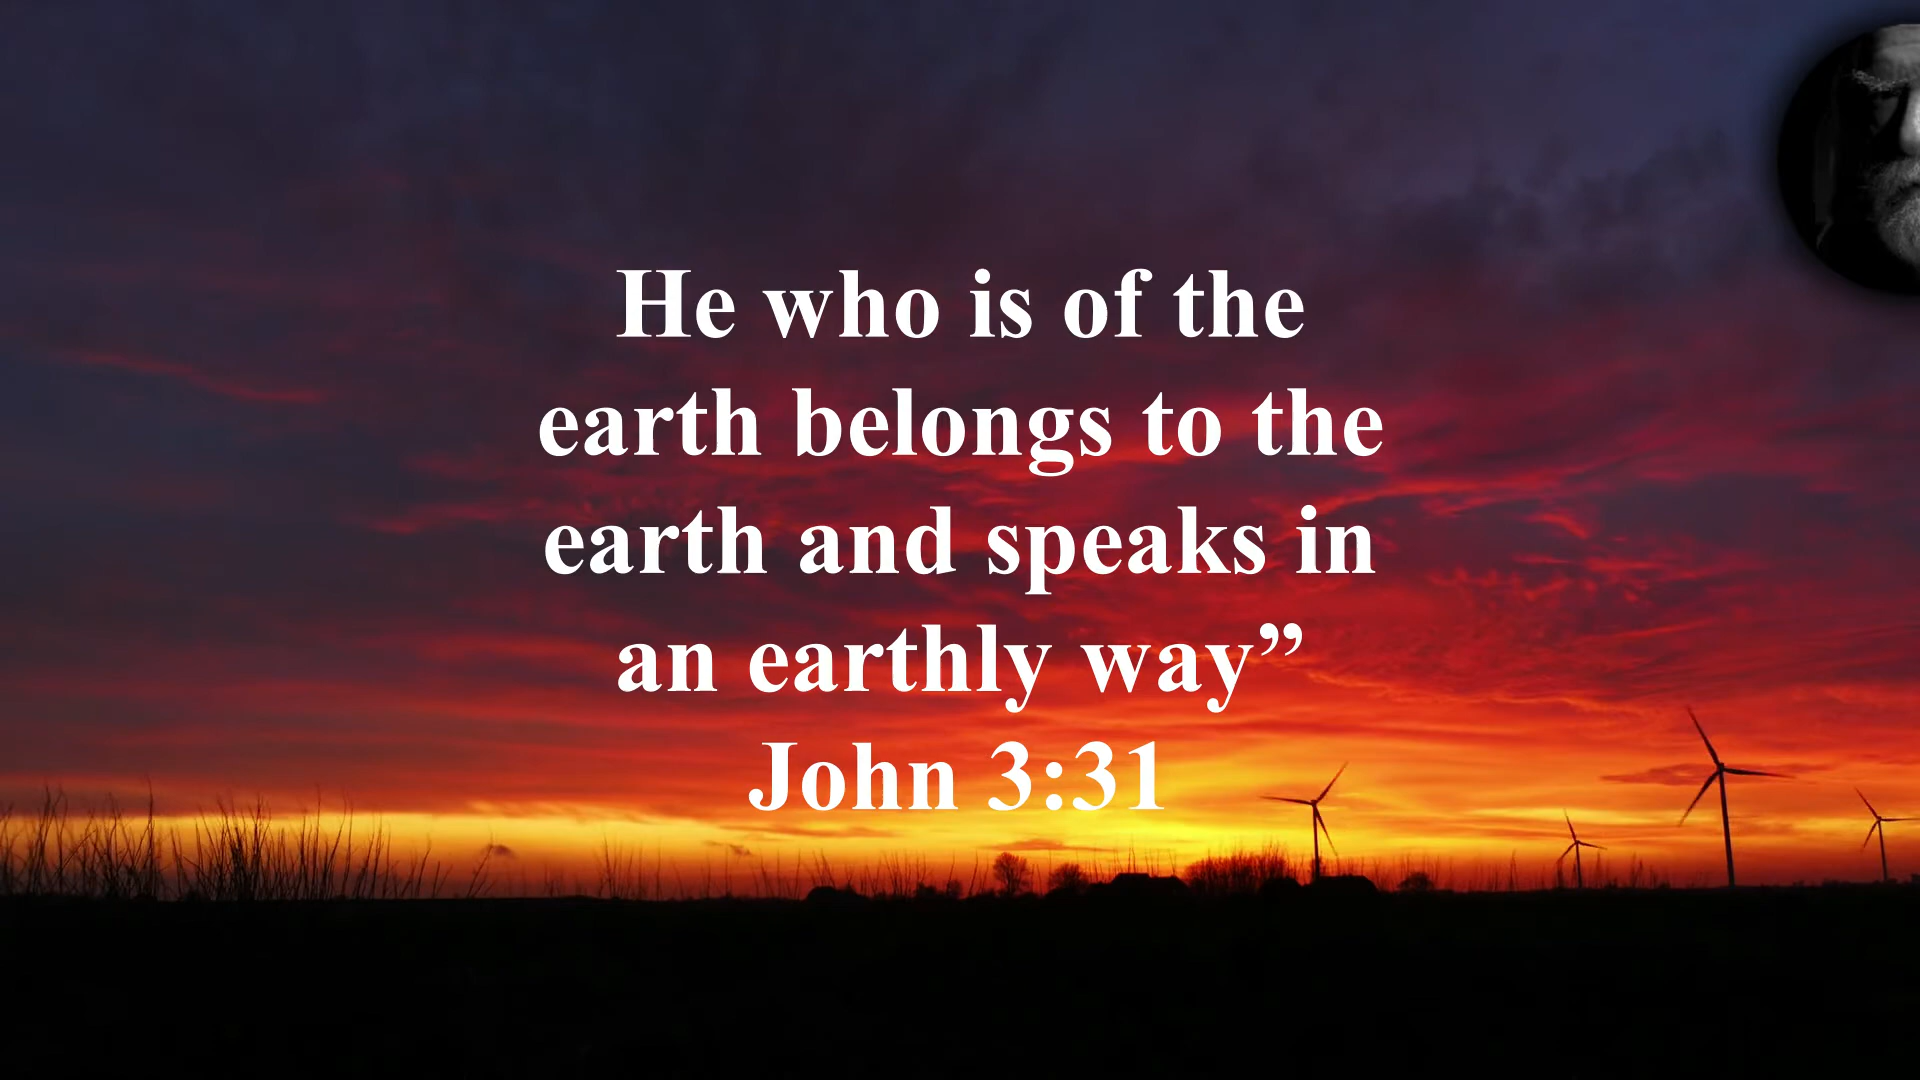 He who is of the
earth belongs to the
earth and speaks in
an earthly way”
John 3:31